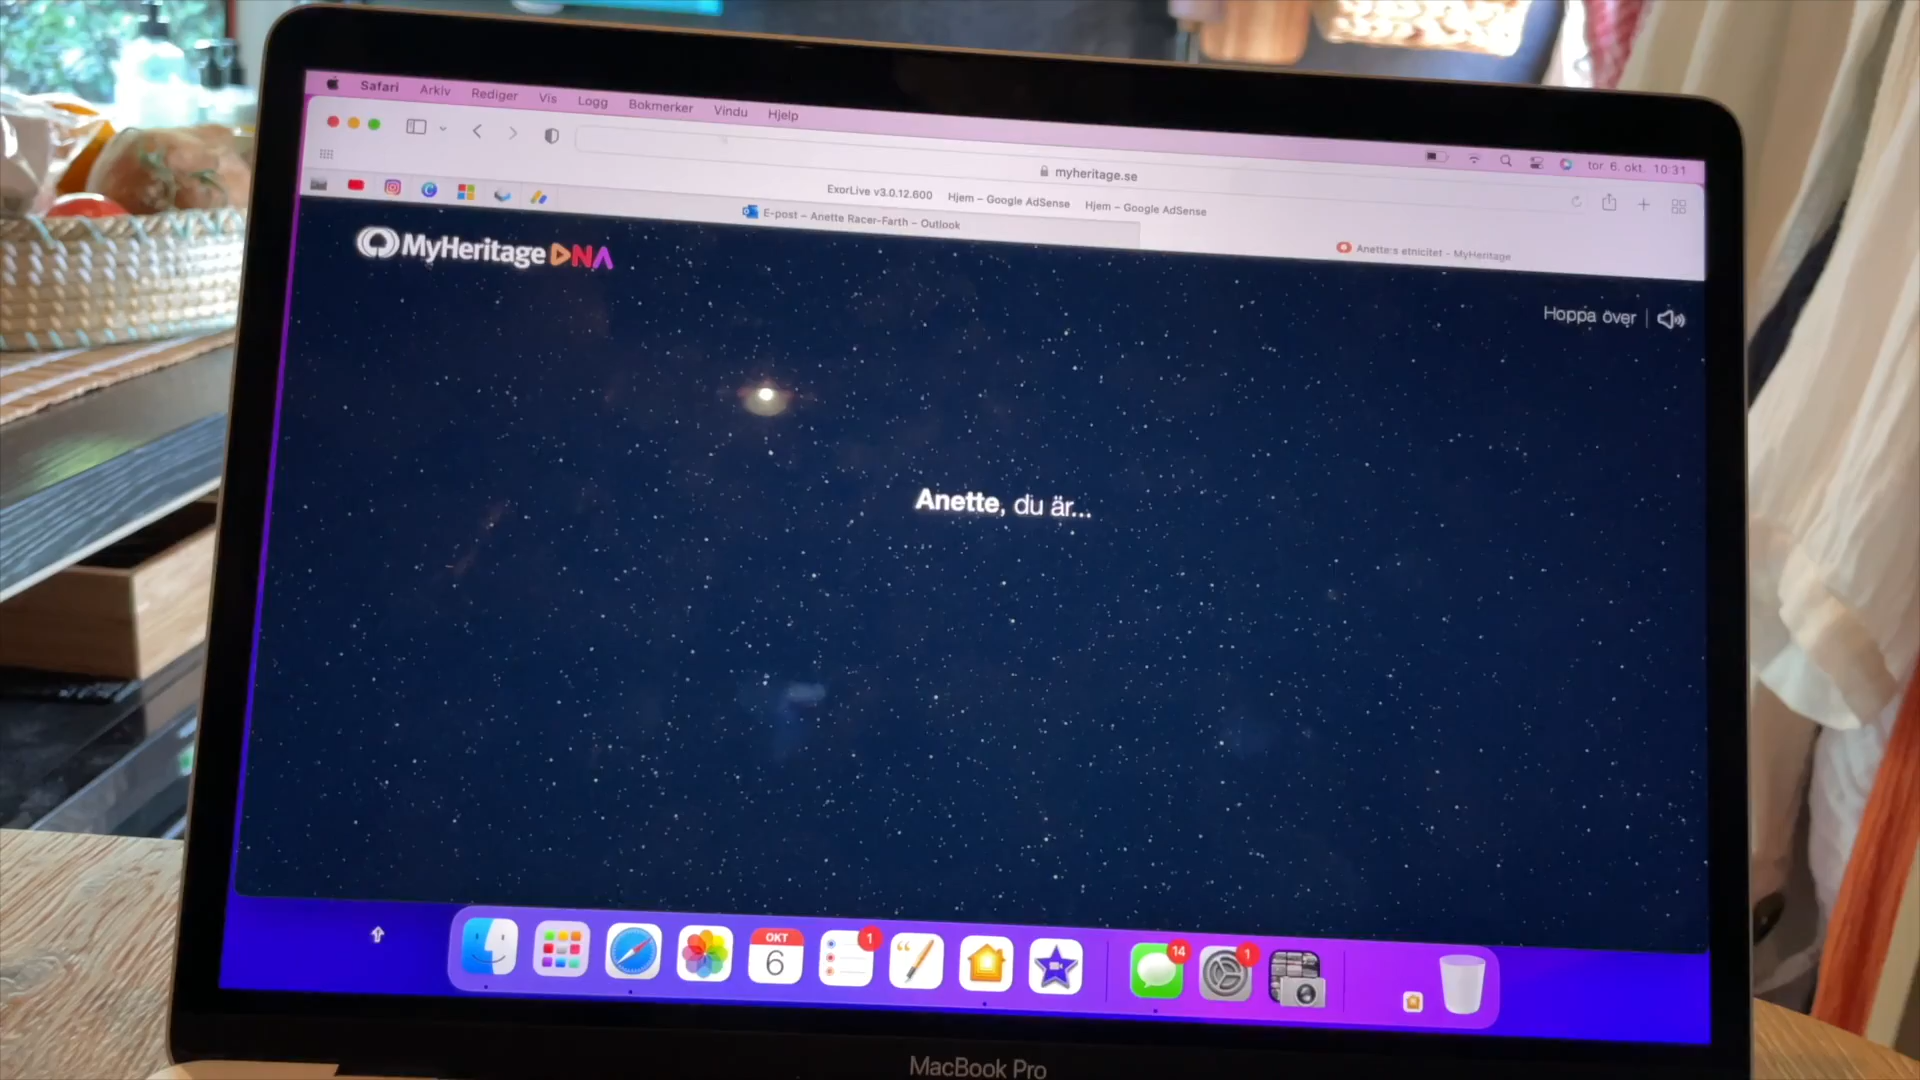 Safari Arkiv Rediger Vis Logg Bokmerker Vindu Hjelp
tor. 6. okt. 10:31
myheritage.se
ExorLive v3.0.12.600 Hjem – Google AdSense Hjem – Google AdSense
E-post – Anette Racer-Farth – Outlook
Anette:s etnicitet - MyHeritage
MyHeritage DNA
Hoppa över
Anette, du är...
OKT
6
1
14
1
MacBook Pro